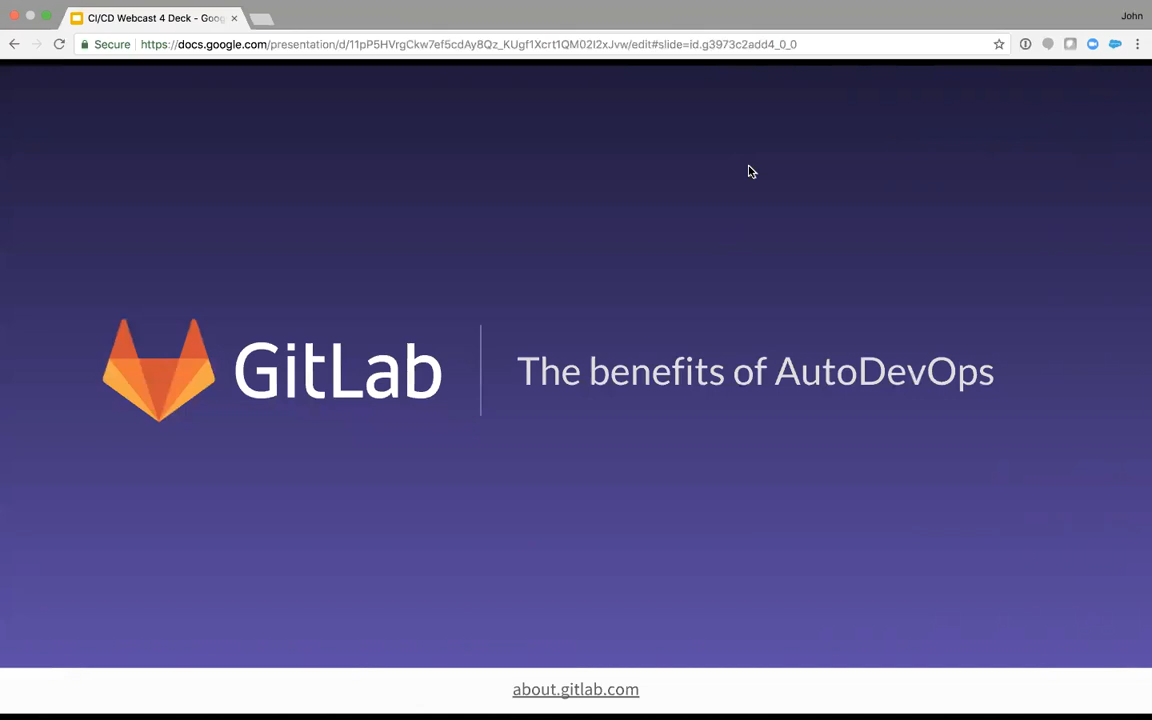 CI/CD Webcast 4 Deck - Goog
John
Secure
https://docs.google.com/presentation/d/11pP5HVrgCkw7ef5cdAy8Qz_KUgf1Xcrt1QM02I2xJvw/edit#slide=id.g3973c2add4_0_0
GitLab
The benefits of AutoDevOps
about.gitlab.com